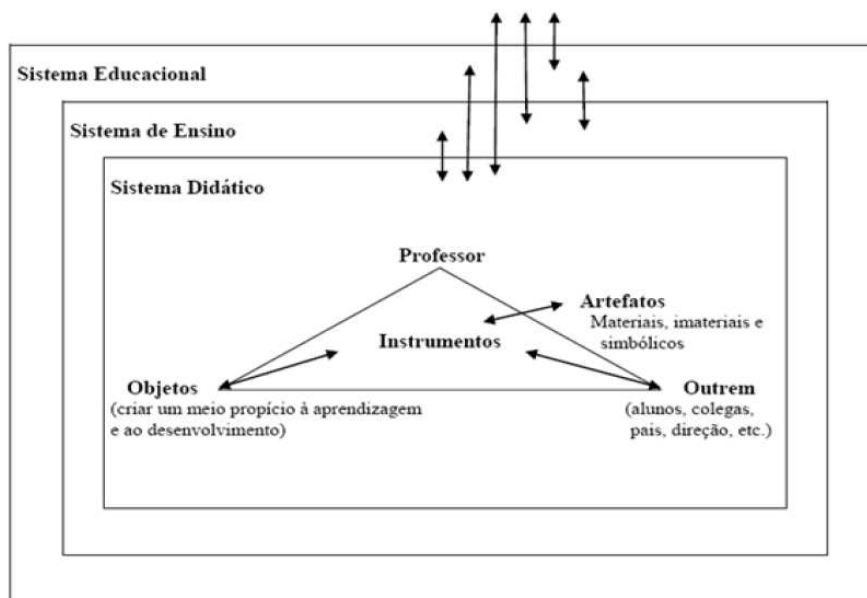 Sistema Educacional
Sistema de Ensino
Sistema Didático
Professor
Artefatos
Materiais, imateriais e
simbólicos
Instrumentos
Objetos
(criar um meio propício à aprendizagem
e ao desenvolvimento)
Outrem
(alunos, colegas,
pais, direção, etc.)